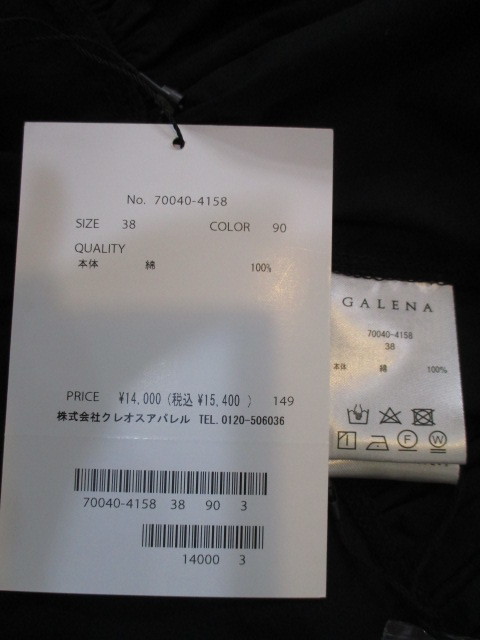 No. 70040-4158
SIZE 38 COLOR 90
QUALITY
本体 綿 100%
PRICE ¥14,000 (税込 ¥15,400 ) 149
株式会社クレオスアパレル TEL.0120-506036
70040-4158 38 90 3
14000 3
GALENA
70040-4158
38
本体 綿 100%
F W